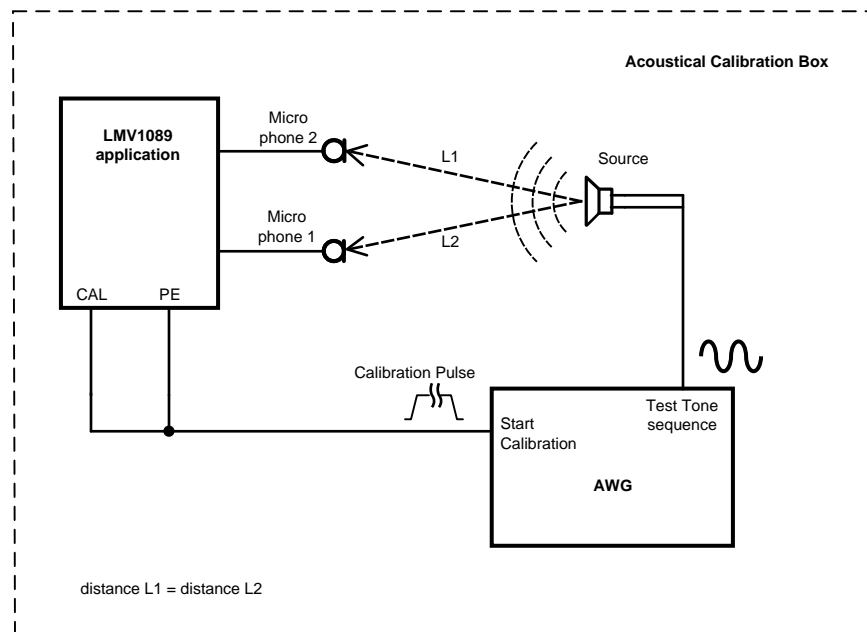 Acoustical Calibration Box
LMV1089
application
Micro
phone 2
L1
Source
Micro
phone 1
L2
CAL
PE
Calibration Pulse
Test Tone
sequence
Start
Calibration
AWG
distance L1 = distance L2